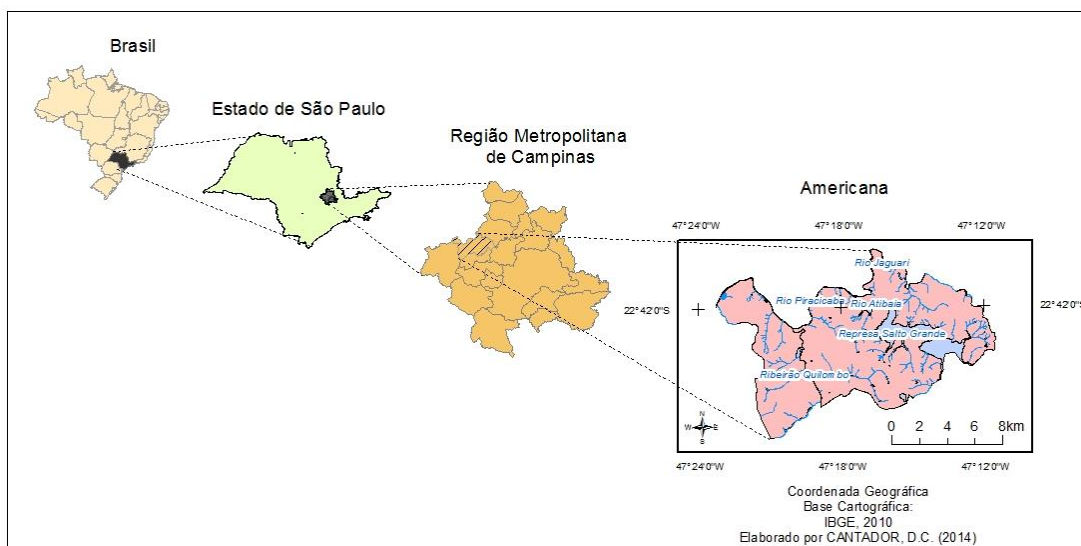 Brasil
Estado de São Paulo
Região Metropolitana
de Campinas
Americana
47°24'0"W 47°18'0"W 47°12'0"W
Rio Jaguari
Rio Piracicaba
Rio Atibaia
22°42'0"S
22°42'0"S
Represa Salto Grande
Ribeirão Quilombo
N
W E
S
0 2 4 6 8km
47°24'0"W 47°18'0"W 47°12'0"W
Coordenada Geográfica
Base Cartográfica:
IBGE, 2010
Elaborado por CANTADOR, D.C. (2014)